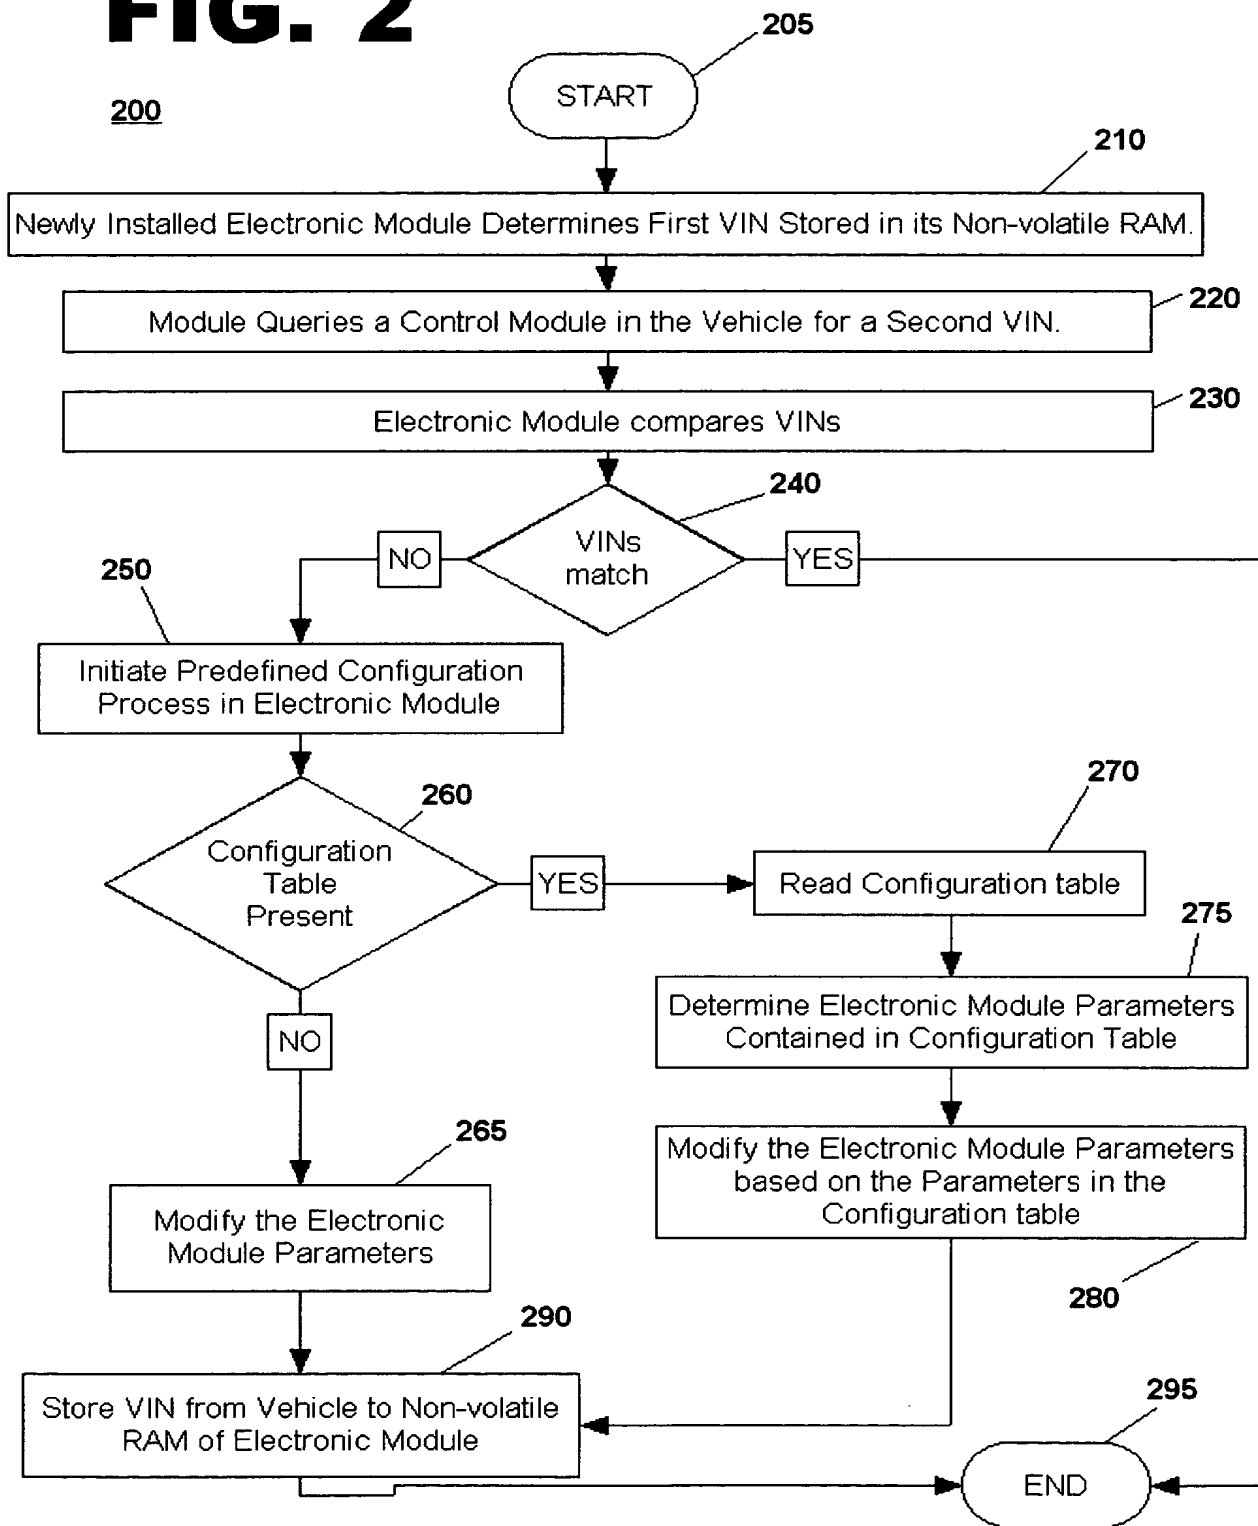 FIG. 2
205
START
200
210
Newly Installed Electronic Module Determines First VIN Stored in its Non-volatile RAM.
220
Module Queries a Control Module in the Vehicle for a Second VIN.
230
Electronic Module compares VINs
240
VINs
match
NO
YES
250
Initiate Predefined Configuration
Process in Electronic Module
260
Configuration
Table
Present
YES
270
Read Configuration table
275
Determine Electronic Module Parameters
Contained in Configuration Table
NO
265
Modify the Electronic
Module Parameters
Modify the Electronic Module Parameters
based on the Parameters in the
Configuration table
280
290
Store VIN from Vehicle to Non-volatile
RAM of Electronic Module
295
END